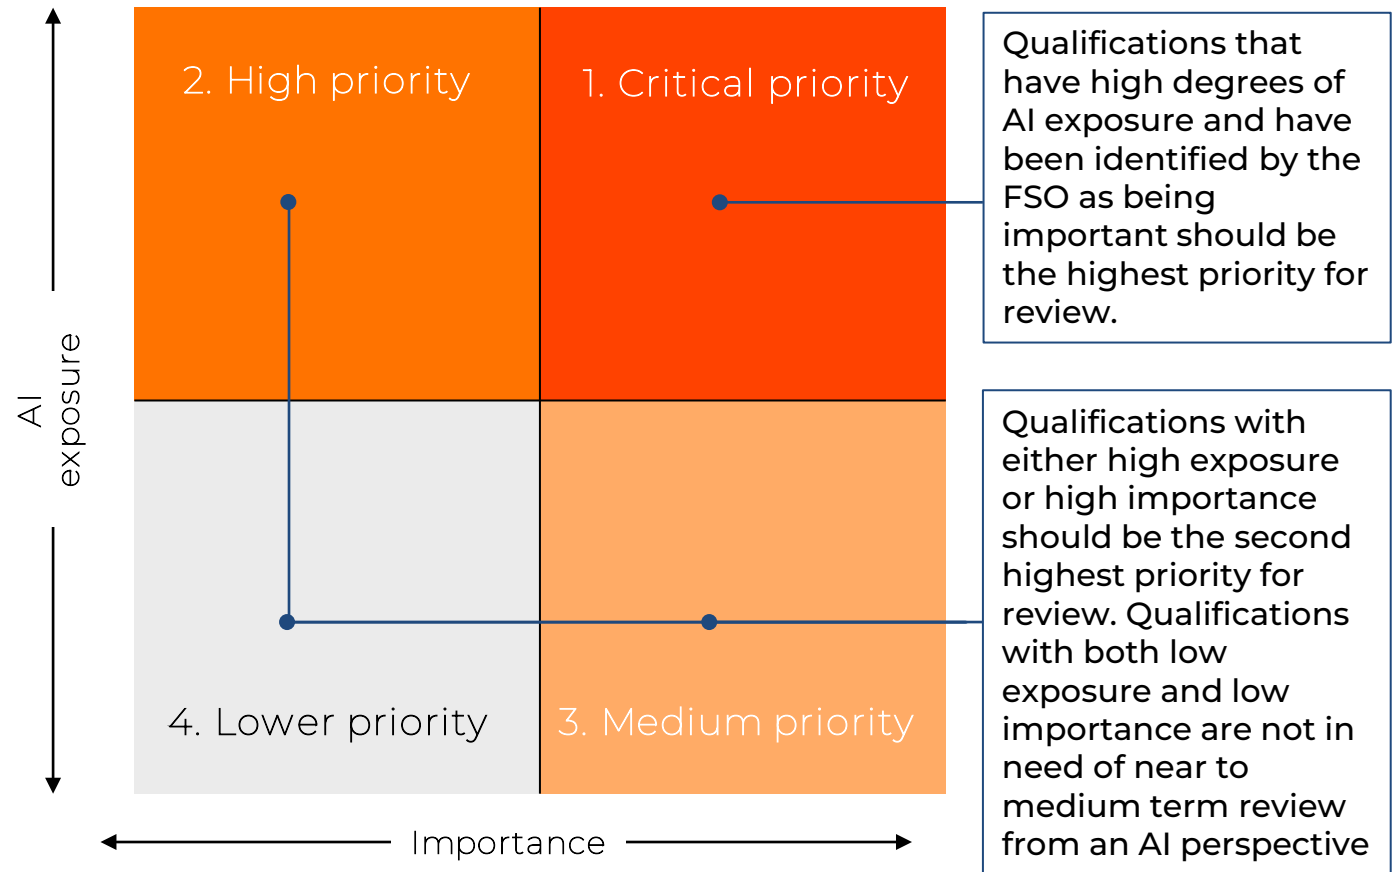 2. High priority
1. Critical priority
Qualifications that
have high degrees of
AI exposure and have
been identified by the
FSO as being
important should be
the highest priority for
review.
AI
exposure
4. Lower priority
3. Medium priority
Qualifications with
either high exposure
or high importance
should be the second
highest priority for
review. Qualifications
with both low
exposure and low
importance are not in
need of near to
medium term review
from an AI perspective
Importance